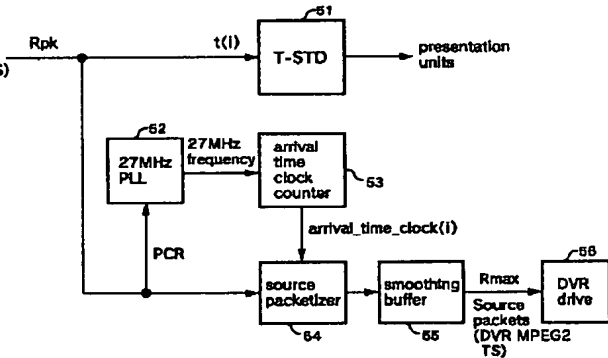 51
Rpk
t(i)
T-STD
presentation
units
S)
52
27MHz
PLL
27MHz
frequency
arrival
time
clock
counter
53
arrival_time_clock(i)
PCR
source
packetizer
54
smoothing
buffer
55
Rmax
Source
packets
(DVR MPEG2
TS)
56
DVR
drive